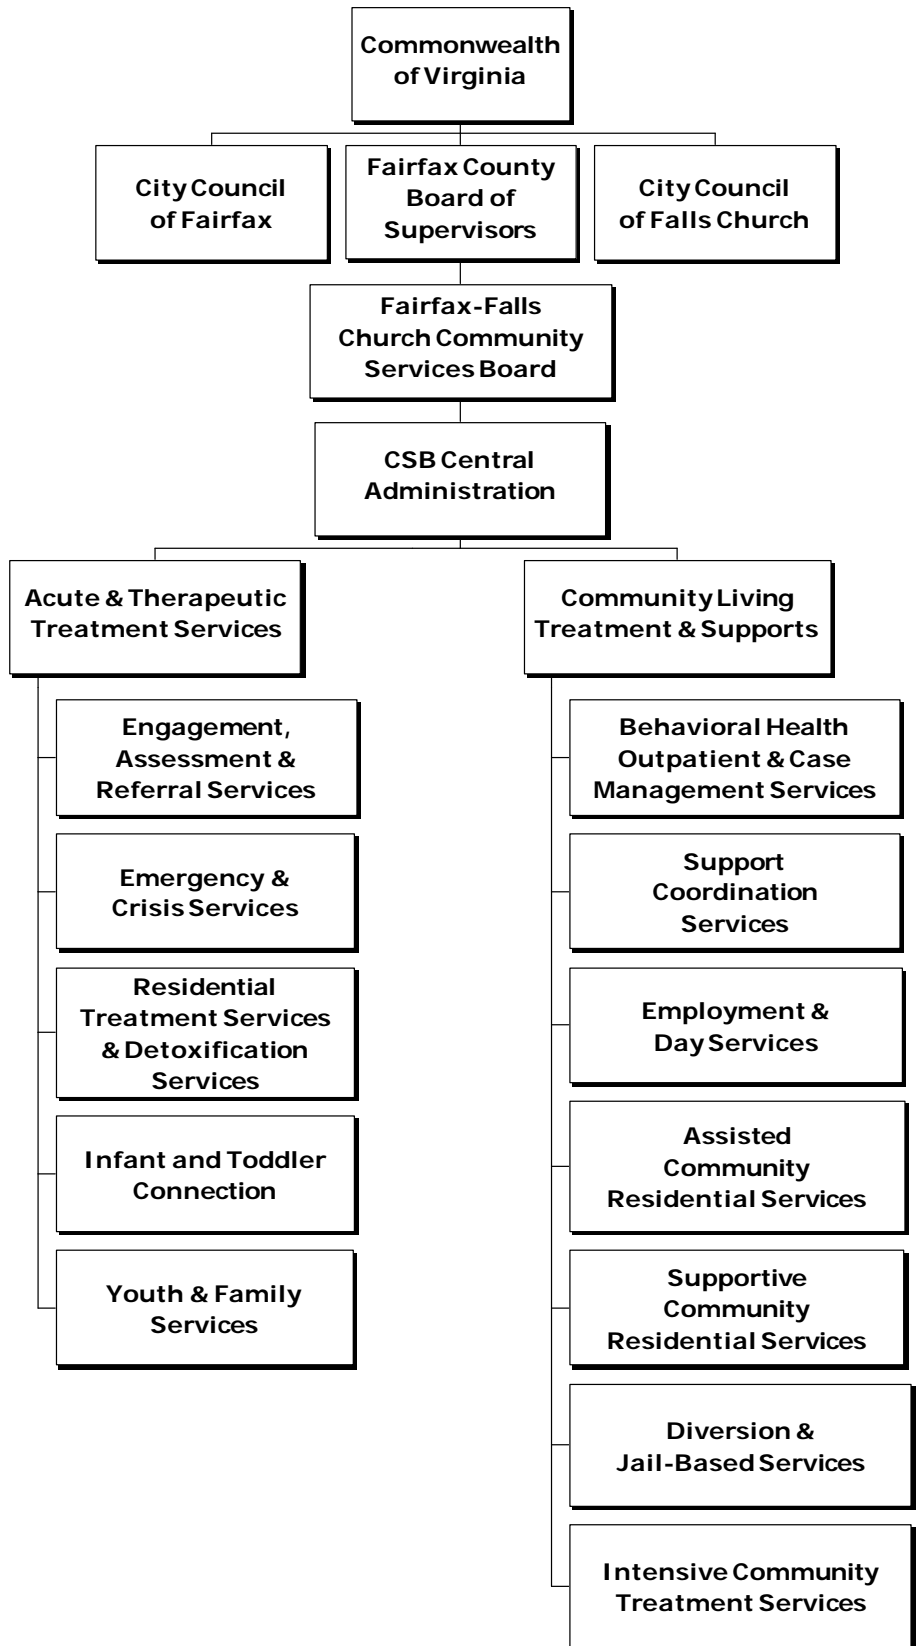 Commonwealth
of Virginia
City Council
of Fairfax
Fairfax County
Board of
Supervisors
City Council
of Falls Church
Fairfax-Falls
Church Community
Services Board
CSB Central
Administration
Acute & Therapeutic
Treatment Services
Engagement,
Assessment &
Referral Services
Emergency &
Crisis Services
Residential
Treatment Services
& Detoxification
Services
Infant and Toddler
Connection
Youth & Family
Services
Community Living
Treatment & Supports
Behavioral Health
Outpatient & Case
Management Services
Support
Coordination
Services
Employment &
Day Services
Assisted
Community
Residential Services
Supportive
Community
Residential Services
Diversion &
Jail-Based Services
Intensive Community
Treatment Services